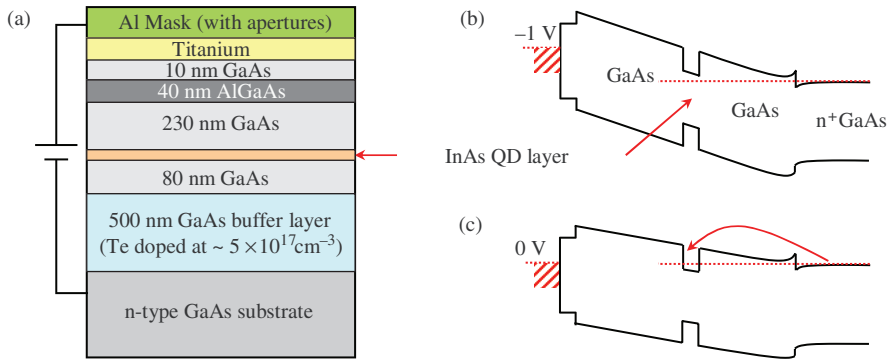 (a)
Al Mask (with apertures)
Titanium
10 nm GaAs
40 nm AlGaAs
230 nm GaAs
80 nm GaAs
500 nm GaAs buffer layer
(Te doped at ~ 5 × 10¹⁷cm⁻³)
n-type GaAs substrate
(b)
–1 V
GaAs
GaAs
n⁺GaAs
InAs QD layer
(c)
0 V